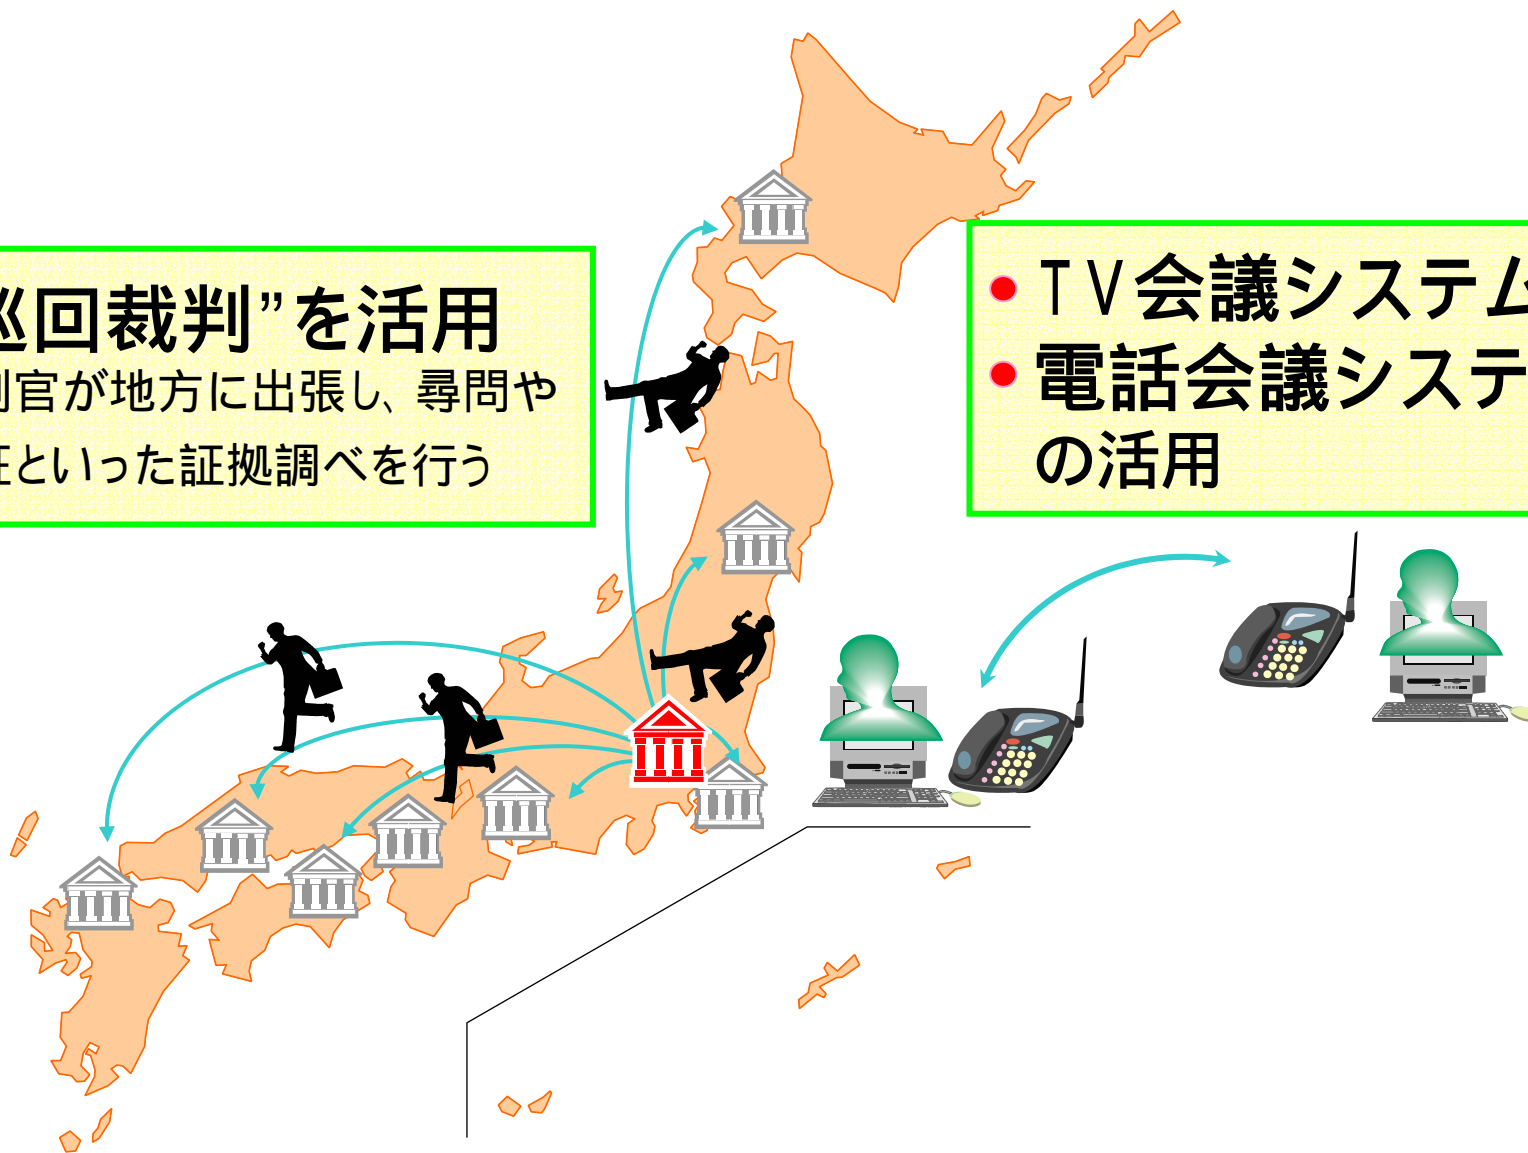 巡回裁判”を活用
判官が地方に出張し、尋問や
証といった証拠調べを行う
ＴＶ会議システム
電話会議システ
の活用